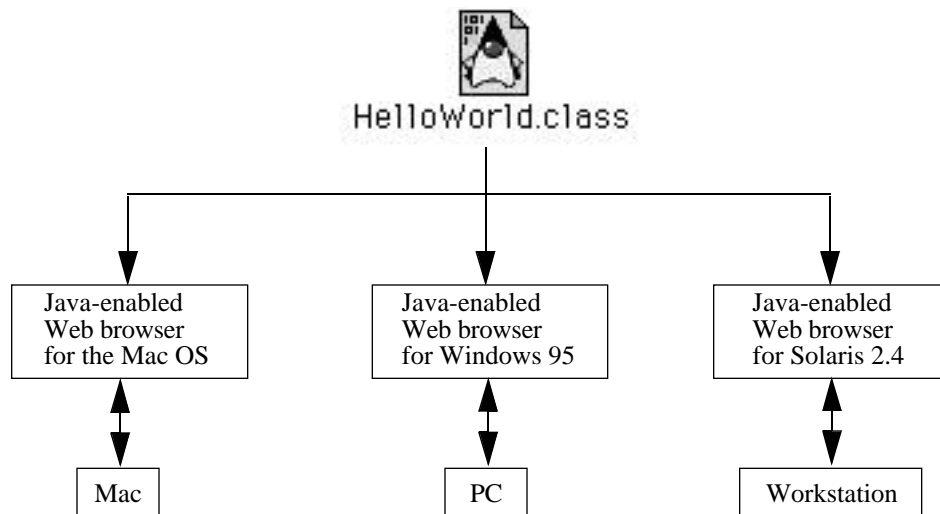 HelloWorld.class
Java-enabled
Web browser
for the Mac OS
Java-enabled
Web browser
for Windows 95
Java-enabled
Web browser
for Solaris 2.4
Mac
PC
Workstation